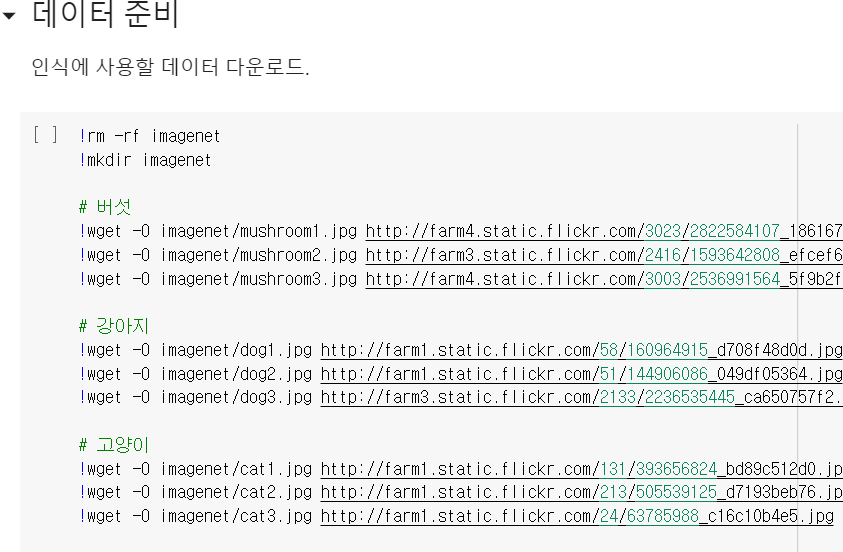 데이터 준비
인식에 사용할 데이터 다운로드.
[ ] !rm -rf imagenet
!mkdir imagenet
# 버섯
!wget -O imagenet/mushroom1.jpg http://farm4.static.flickr.com/3023/2822584107_186167
!wget -O imagenet/mushroom2.jpg http://farm3.static.flickr.com/2416/1593642808_efcef6
!wget -O imagenet/mushroom3.jpg http://farm4.static.flickr.com/3003/2536991564_5f9b2f
# 강아지
!wget -O imagenet/dog1.jpg http://farm1.static.flickr.com/58/160964915_d708f48d0d.jpg
!wget -O imagenet/dog2.jpg http://farm1.static.flickr.com/51/144906086_049df05364.jpg
!wget -O imagenet/dog3.jpg http://farm3.static.flickr.com/2133/2236535445_ca650757f2.
# 고양이
!wget -O imagenet/cat1.jpg http://farm1.static.flickr.com/131/393656824_bd89c512d0.jp
!wget -O imagenet/cat2.jpg http://farm1.static.flickr.com/213/505539125_d7193beb76.jp
!wget -O imagenet/cat3.jpg http://farm1.static.flickr.com/24/63785988_c16c10b4e5.jpg